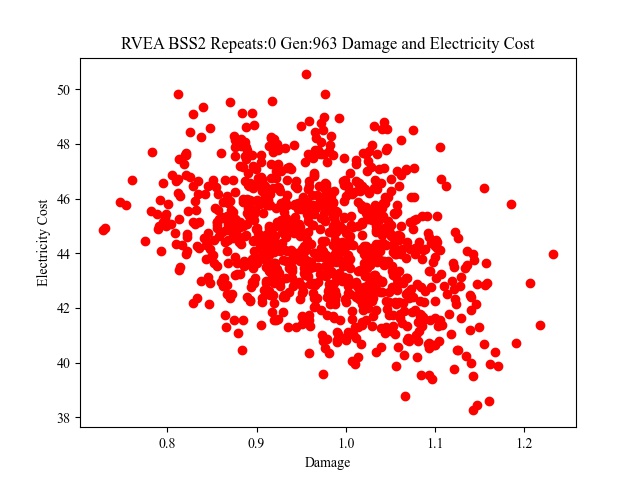 RVEA BSS2 Repeats:0 Gen:963 Damage and Electricity Cost
50
48
46
44
42
40
38
Electricity Cost
0.8 0.9 1.0 1.1 1.2
Damage